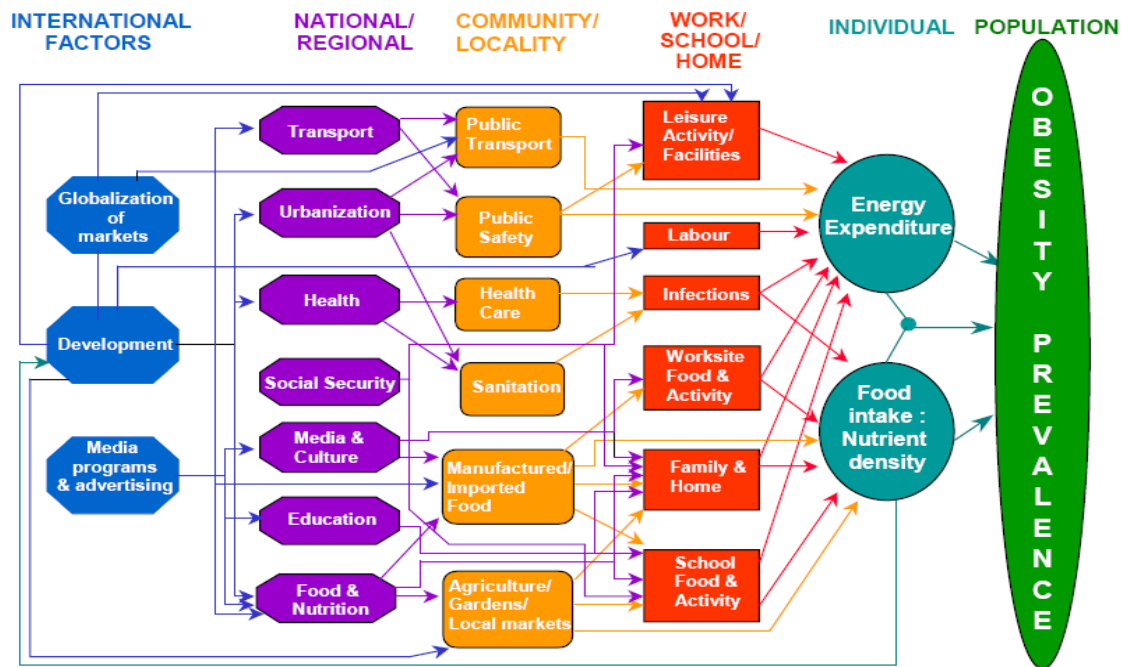 INTERNATIONAL
FACTORS
NATIONAL/
REGIONAL
COMMUNITY/
LOCALITY
WORK/
SCHOOL/
HOME
INDIVIDUAL
POPULATION
Globalization
of
markets
Development
Media
programs
& advertising
Transport
Urbanization
Health
Social Security
Media &
Culture
Education
Food &
Nutrition
Public
Transport
Public
Safety
Health
Care
Sanitation
Manufactured/
Imported
Food
Agriculture/
Gardens/
Local markets
Leisure
Activity/
Facilities
Labour
Infections
Worksite
Food &
Activity
Family &
Home
School
Food &
Activity
Energy
Expenditure
Food
intake :
Nutrient
density
OBESITY PREVALENCE